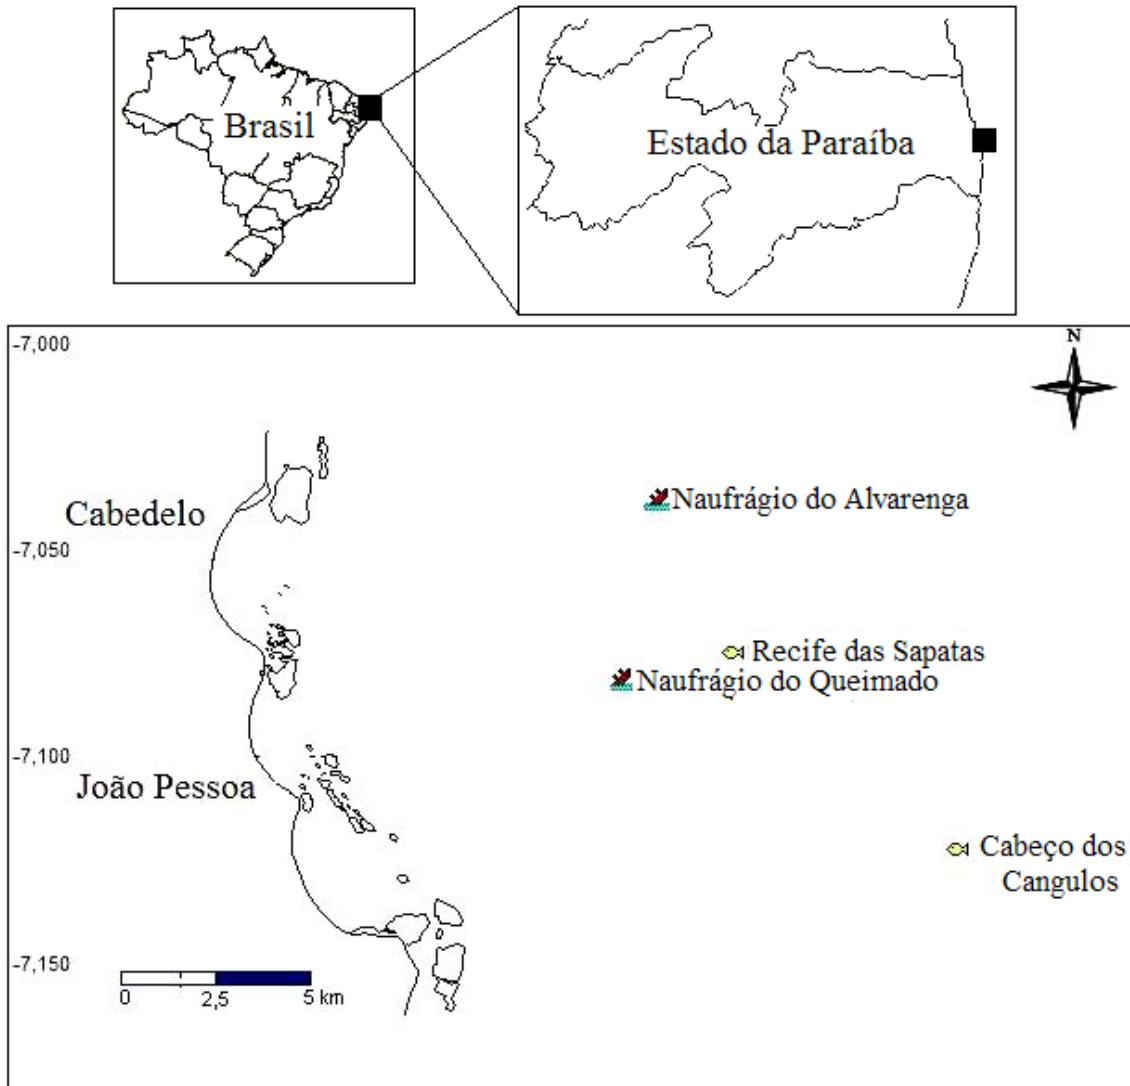 Brasil
Estado da Paraíba
-7,000
N
Cabedelo
Naufrágio do Alvarenga
-7,050
Recife das Sapatas
Naufrágio do Queimado
-7,100
João Pessoa
Cabeço dos
Cangulos
-7,150
0 2,5 5 km